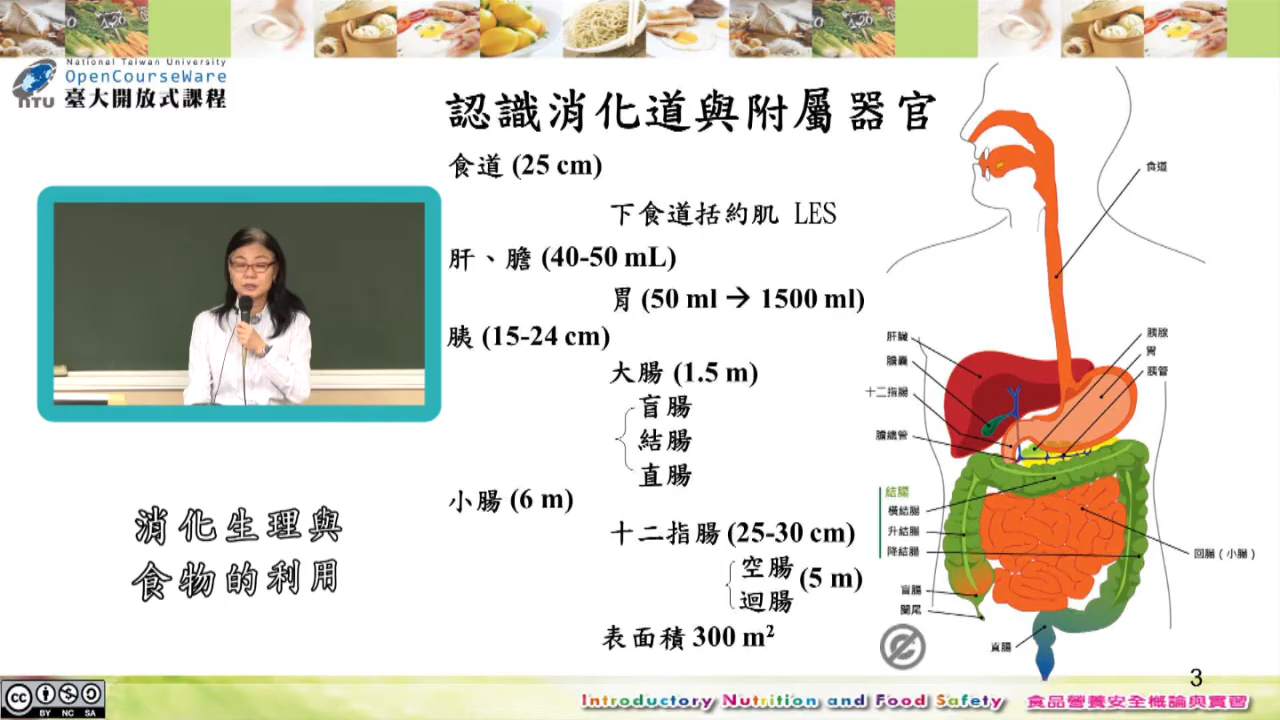 National Taiwan University
OpenCourseWare
臺大開放式課程
NTU
認識消化道與附屬器官
食道 (25 cm)
下食道括約肌 LES
肝、膽 (40-50 mL)
胃 (50 ml → 1500 ml)
胰 (15-24 cm)
大腸 (1.5 m)
盲腸
結腸
直腸
小腸 (6 m)
十二指腸 (25-30 cm)
空腸
迴腸
(5 m)
表面積 300 m²
消化生理與
食物的利用
食道
肝臟
膽囊
十二指腸
膽總管
胰腺
胃
胰管
結腸
橫結腸
升結腸
降結腸
盲腸
闌尾
直腸
回腸（小腸）
3
cc
BY NC SA
Introductory Nutrition and Food Safety 食品營養安全概論與實習